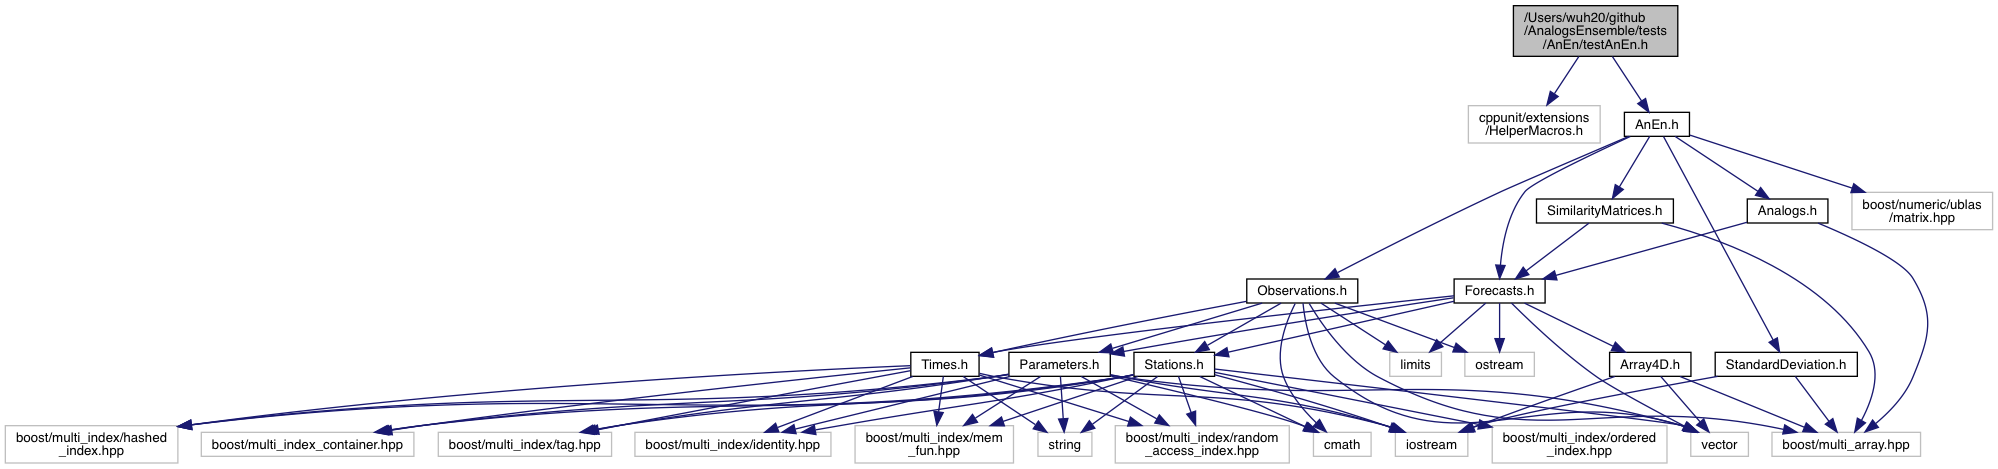 /Users/wuh20/github
/AnalogsEnsemble/tests
/AnEn/testAnEn.h
cppunit/extensions
/HelperMacros.h
AnEn.h
SimilarityMatrices.h
Analogs.h
boost/numeric/ublas
/matrix.hpp
Observations.h
Forecasts.h
Times.h
Parameters.h
Stations.h
limits
ostream
Array4D.h
StandardDeviation.h
boost/multi_index/hashed
_index.hpp
boost/multi_index_container.hpp
boost/multi_index/tag.hpp
boost/multi_index/identity.hpp
boost/multi_index/mem
_fun.hpp
string
boost/multi_index/random
_access_index.hpp
cmath
iostream
boost/multi_index/ordered
_index.hpp
vector
boost/multi_array.hpp